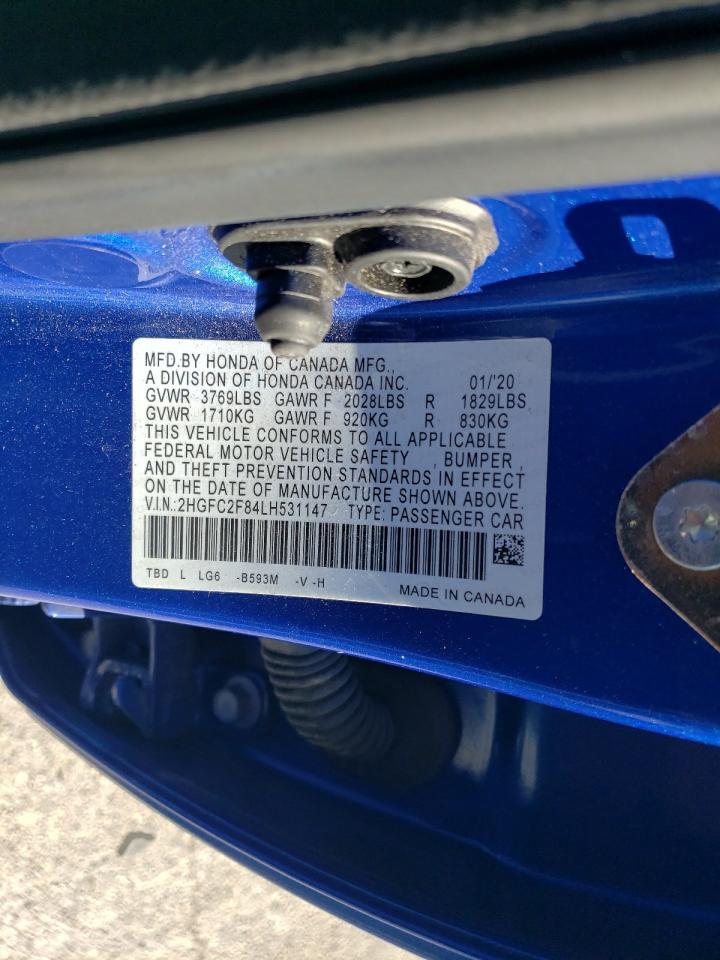 MFD.BY HONDA OF CANADA MFG.,
A DIVISION OF HONDA CANADA INC. 01/'20
GVWR 3769LBS GAWR F 2028LBS R 1829LBS
GVWR 1710KG GAWR F 920KG R 830KG
THIS VEHICLE CONFORMS TO ALL APPLICABLE
FEDERAL MOTOR VEHICLE SAFETY , BUMPER ,
AND THEFT PREVENTION STANDARDS IN EFFECT
ON THE DATE OF MANUFACTURE SHOWN ABOVE.
V.I.N.:2HGFC2F84LH531147 TYPE: PASSENGER CAR
TBD L LG6 -B593M -V -H MADE IN CANADA